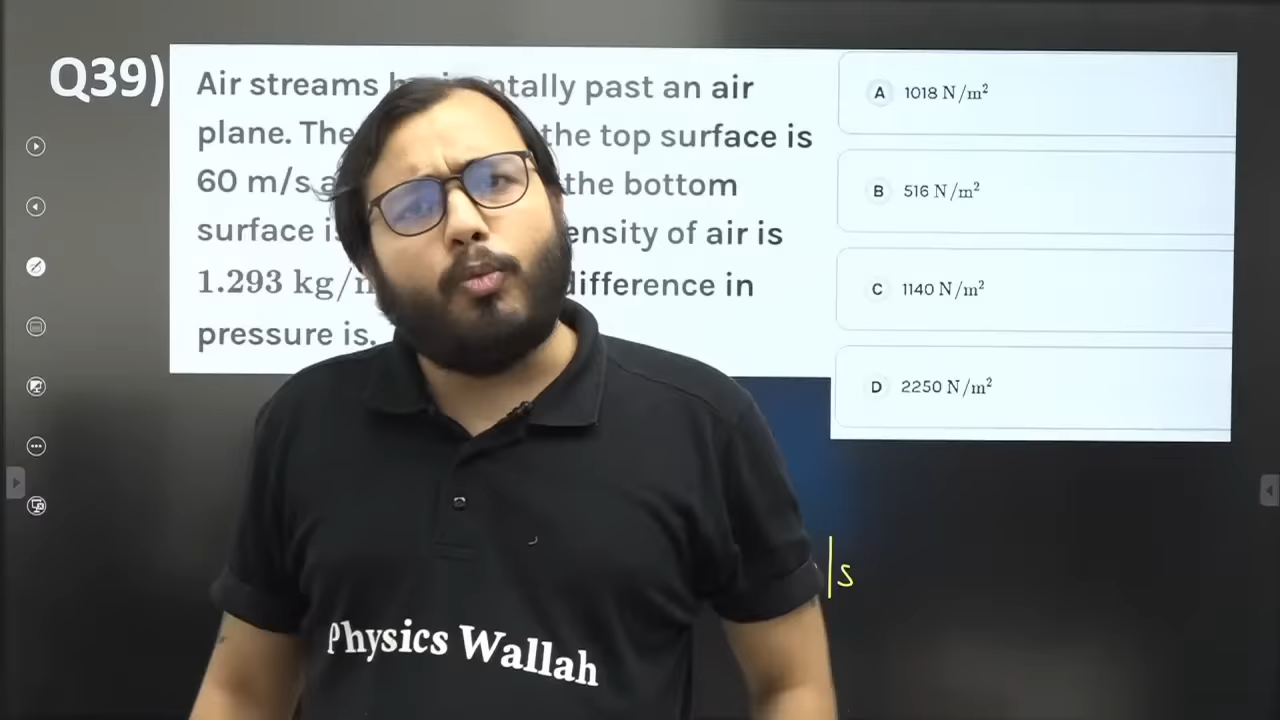 Q39)
Air streams ntally past an air
plane. The the top surface is
60 m/s the bottom
surface ensity of air is
1.293 kg/ difference in
pressure is.
A 1018 N/m²
B 516 N/m²
C 1140 N/m²
D 2250 N/m²
|s
Physics Wallah